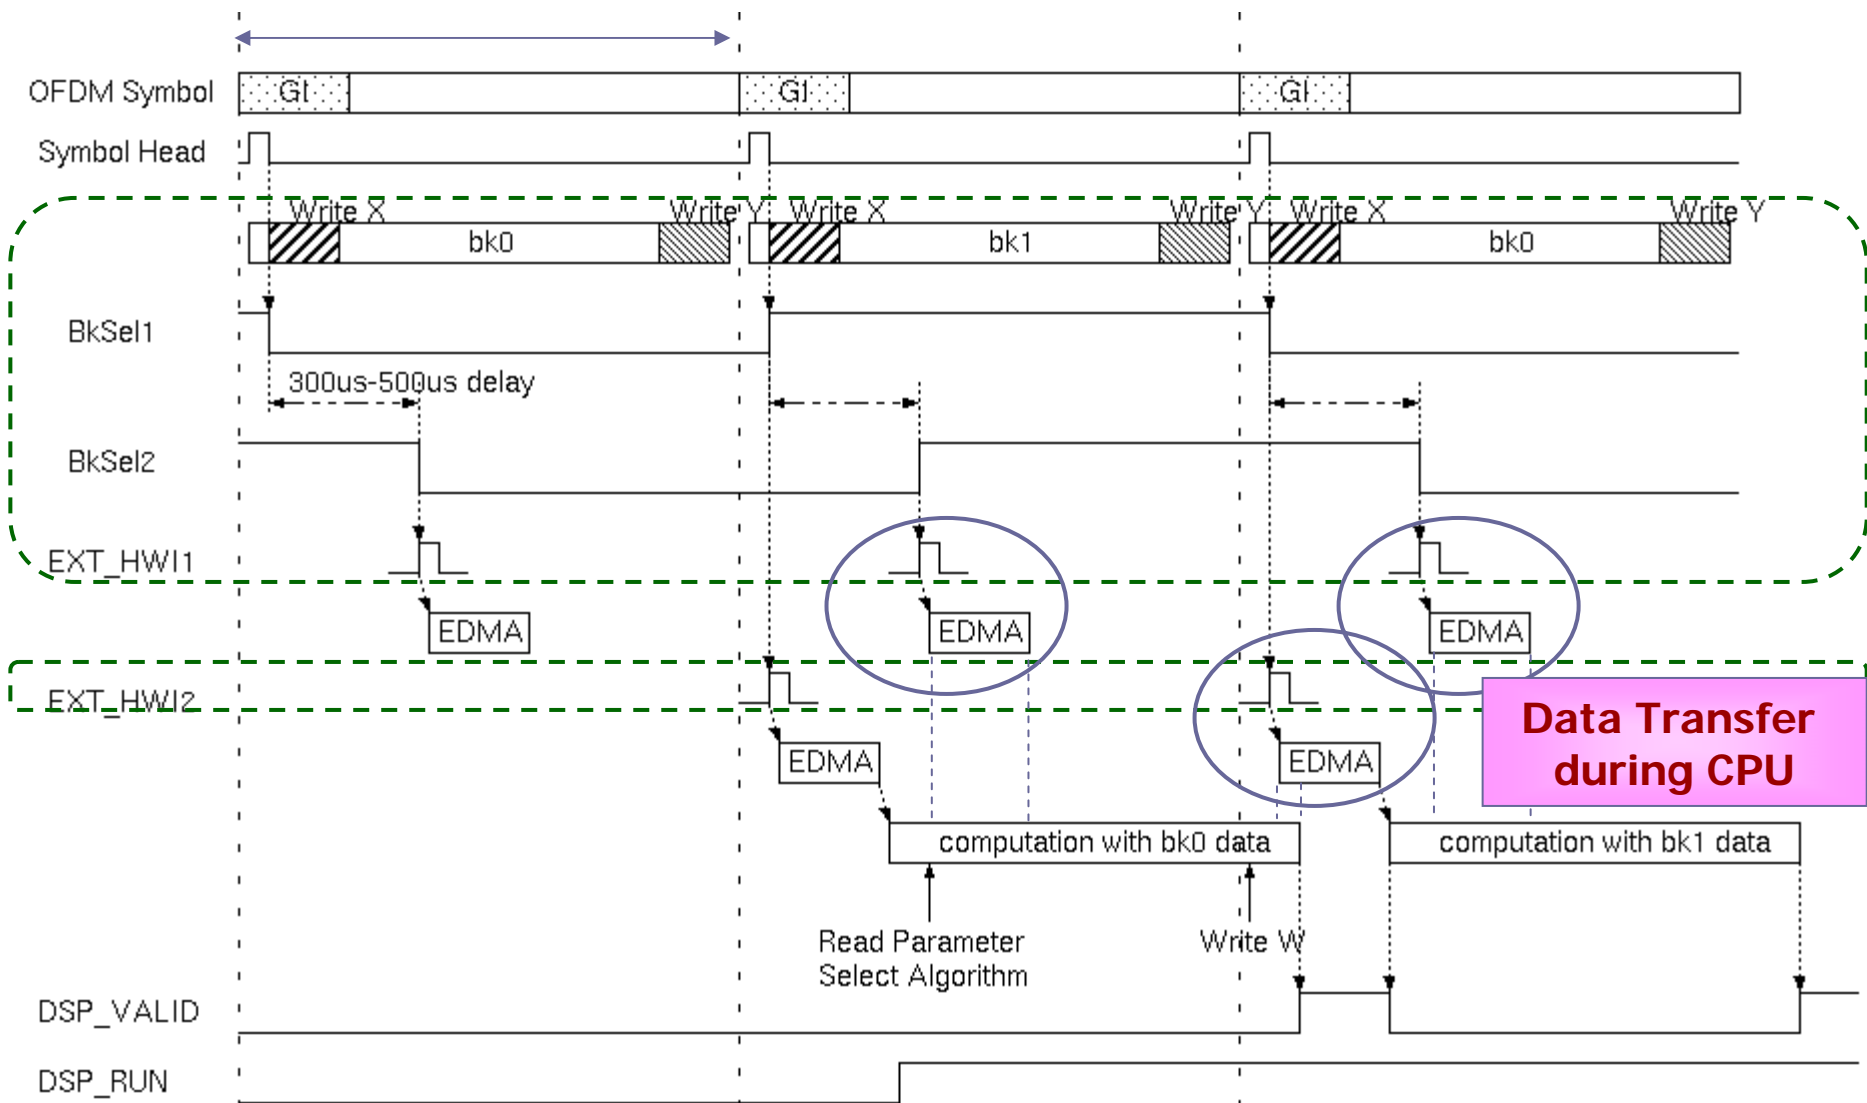 OFDM Symbol GI GI GI
Symbol Head
Write X Write Y Write X Write Y Write X Write Y
bk0 bk1 bk0
BkSel1
300us-500us delay
BkSel2
EXT_HWI1
EDMA EDMA EDMA
EXT_HWI2
Data Transfer
during CPU
EDMA EDMA
computation with bk0 data computation with bk1 data
Read Parameter
Select Algorithm
Write W
DSP_VALID
DSP_RUN